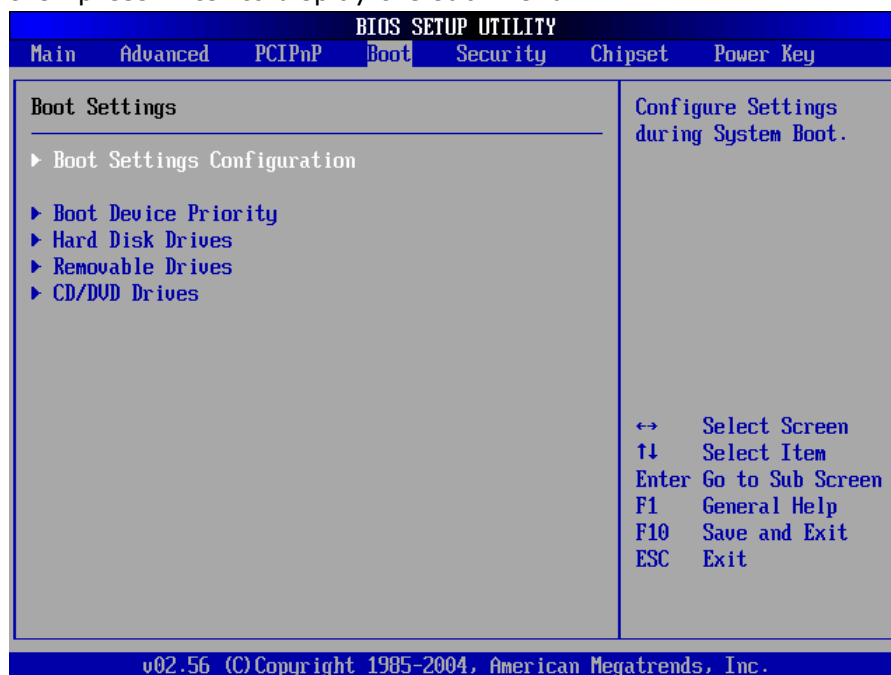 BIOS SETUP UTILITY
Main Advanced PCIPnP Boot Security Chipset Power Key
Boot Settings
▶ Boot Settings Configuration
▶ Boot Device Priority
▶ Hard Disk Drives
▶ Removable Drives
▶ CD/DVD Drives
Configure Settings
during System Boot.
↔ Select Screen
↑↓ Select Item
Enter Go to Sub Screen
F1 General Help
F10 Save and Exit
ESC Exit
v02.56 (C)Copyright 1985-2004, American Megatrends, Inc.